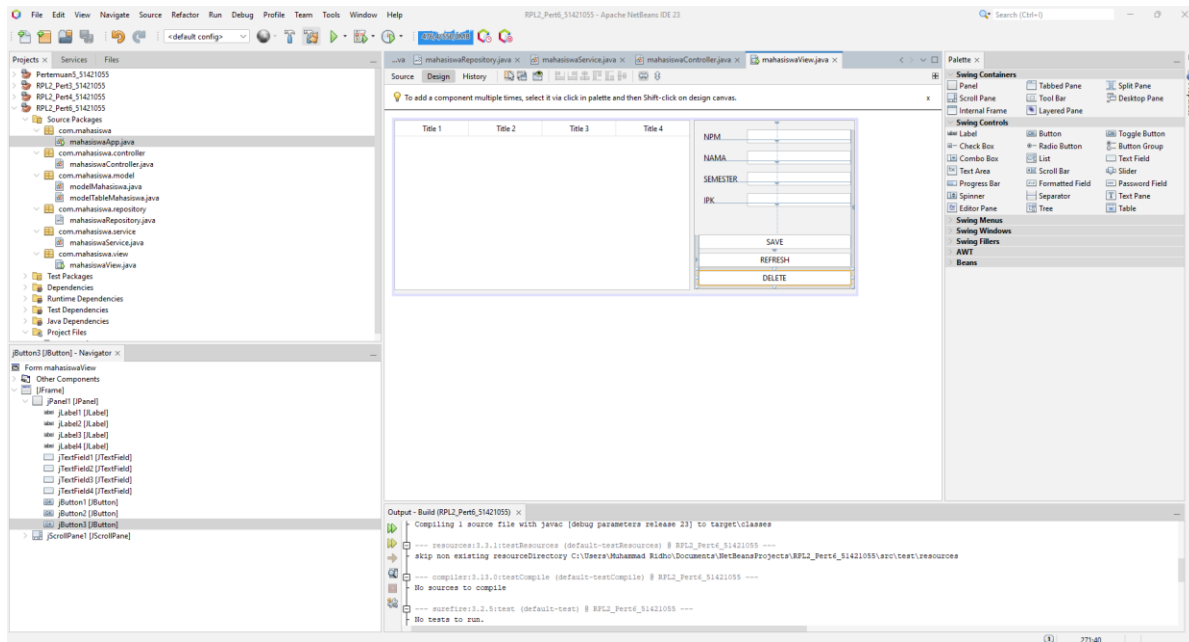 File Edit View Navigate Source Refactor Run Debug Profile Team Tools Window Help
RPL2_Pert6_51421055 - Apache NetBeans IDE 23
Search (Ctrl+I)
<default config>
Projects Services Files
Pertemuan5_51421055
RPL2_Pert3_51421055
RPL2_Pert4_51421055
RPL2_Pert6_51421055
Source Packages
com.mahasiswa
mahasiswaApp.java
com.mahasiswa.controller
mahasiswaController.java
com.mahasiswa.model
modelMahasiswa.java
modelTableMahasiswa.java
com.mahasiswa.repository
mahasiswaRepository.java
com.mahasiswa.service
mahasiswaService.java
com.mahasiswa.view
mahasiswaView.java
Test Packages
Dependencies
Runtime Dependencies
Test Dependencies
Java Dependencies
Project Files
jButton3 [JButton] - Navigator
Form mahasiswaView
Other Components
[JFrame]
jPanel1 [JPanel]
label jLabel1 [JLabel]
label jLabel2 [JLabel]
label jLabel3 [JLabel]
label jLabel4 [JLabel]
jTextField1 [JTextField]
jTextField2 [JTextField]
jTextField3 [JTextField]
jTextField4 [JTextField]
jButton1 [JButton]
jButton2 [JButton]
jButton3 [JButton]
jScrollPane1 [JScrollPane]
...va mahasiswaRepository.java mahasiswaService.java mahasiswaController.java mahasiswaView.java
Source Design History
To add a component multiple times, select it via click in palette and then Shift-click on design canvas.
Title 1 Title 2 Title 3 Title 4
NPM
NAMA
SEMESTER
IPK
SAVE
REFRESH
DELETE
Palette
Swing Containers
Panel Tabbed Pane Split Pane
Scroll Pane Tool Bar Desktop Pane
Internal Frame Layered Pane
Swing Controls
label Label Button Toggle Button
Check Box Radio Button Button Group
Combo Box List Text Field
Text Area Scroll Bar Slider
Progress Bar Formatted Field Password Field
Spinner Separator Text Pane
Editor Pane Tree Table
Swing Menus
Swing Windows
Swing Fillers
AWT
Beans
Output - Build (RPL2_Pert6_51421055)
Compiling 1 source file with javac [debug parameters release 23] to target\classes
--- resources:3.3.1:testResources (default-testResources) @ RPL2_Pert6_51421055 ---
skip non existing resourceDirectory C:\Users\Muhammad Ridho\Documents\NetBeansProjects\RPL2_Pert6_51421055\src\test\resources
--- compiler:3.13.0:testCompile (default-testCompile) @ RPL2_Pert6_51421055 ---
No sources to compile
--- surefire:3.2.5:test (default-test) @ RPL2_Pert6_51421055 ---
No tests to run.
271:40